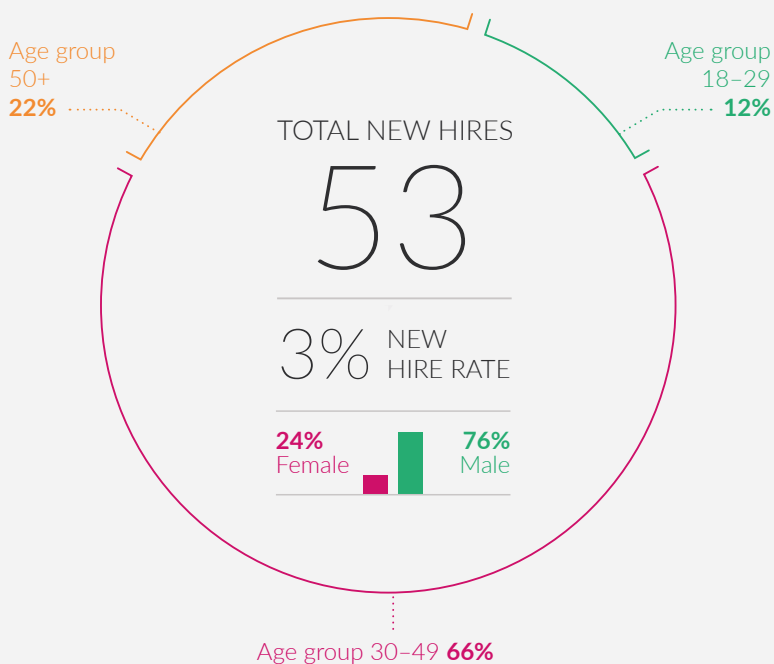 Age group
50+
22%
Age group
18–29
12%
TOTAL NEW HIRES
53
3% NEW
HIRE RATE
24%
Female
76%
Male
Age group 30–49 66%